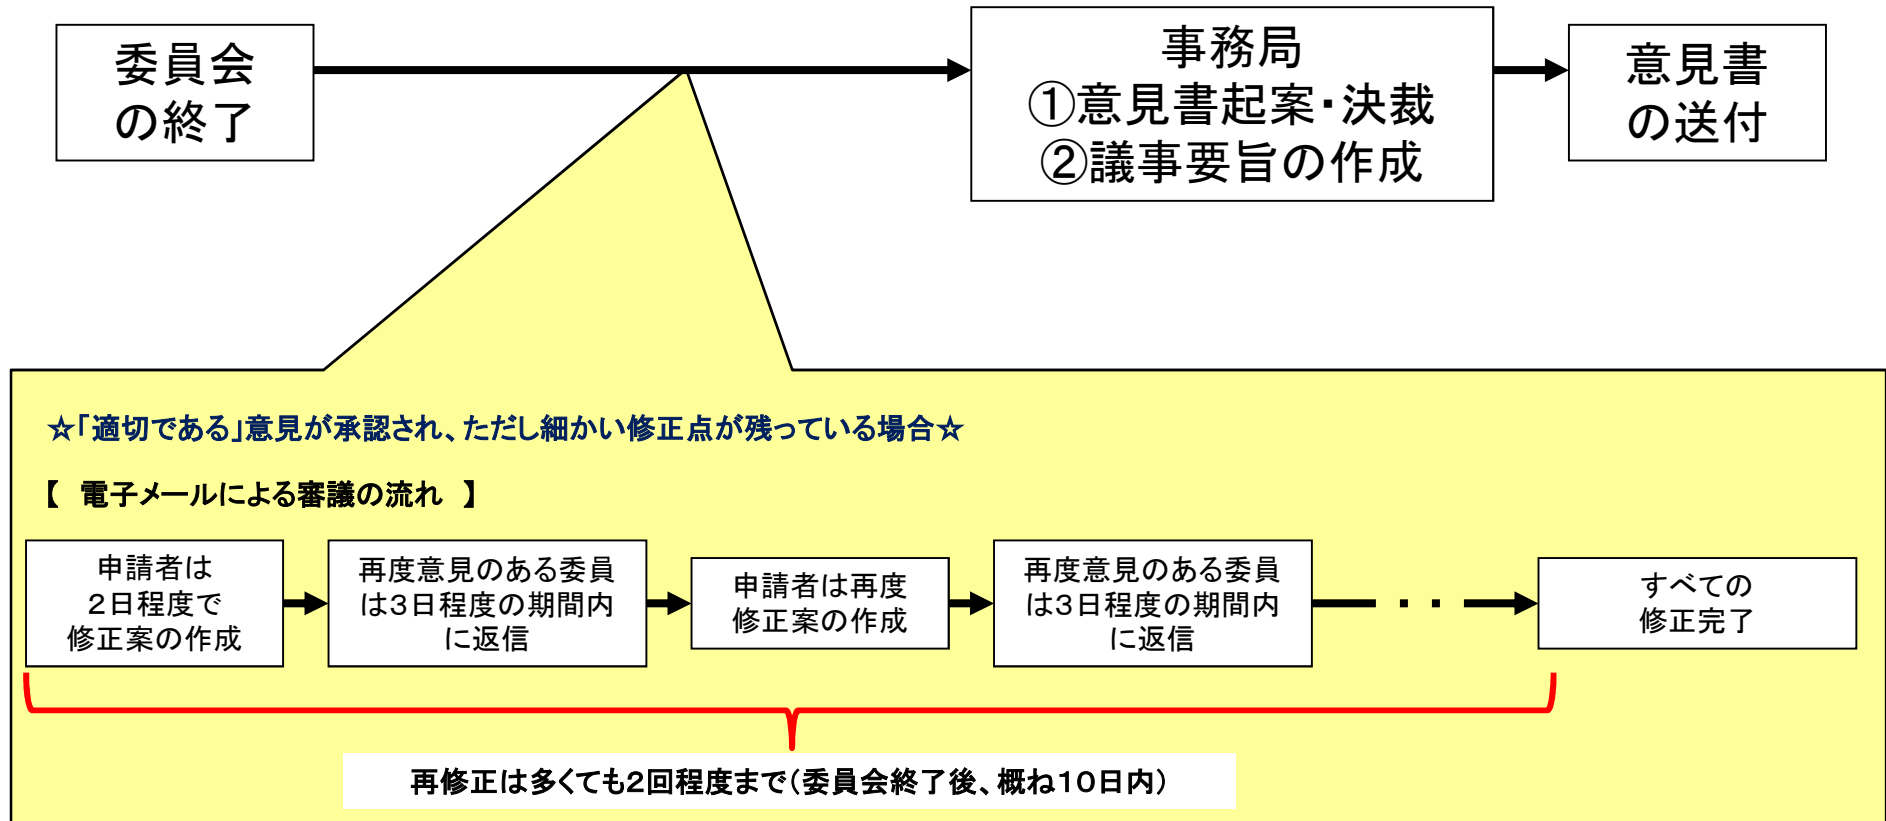 委員会
の終了
事務局
①意見書起案・決裁
②議事要旨の作成
意見書
の送付
☆「適切である」意見が承認され、ただし細かい修正点が残っている場合☆
【　電子メールによる審議の流れ　】
申請者は
２日程度で
修正案の作成
再度意見のある委員
は３日程度の期間内
に返信
申請者は再度
修正案の作成
再度意見のある委員
は３日程度の期間内
に返信
すべての
修正完了
再修正は多くても２回程度まで（委員会終了後、概ね１０日内）